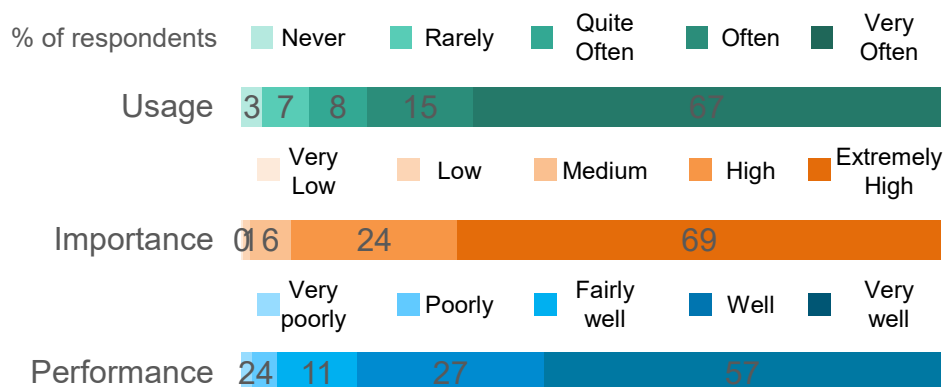 % of respondents Never Rarely Quite Often Often Very Often
Usage 3 7 8 15 67
Very Low Low Medium High Extremely High
Importance 0 1 6 24 69
Very poorly Poorly Fairly well Well Very well
Performance 2 4 11 27 57